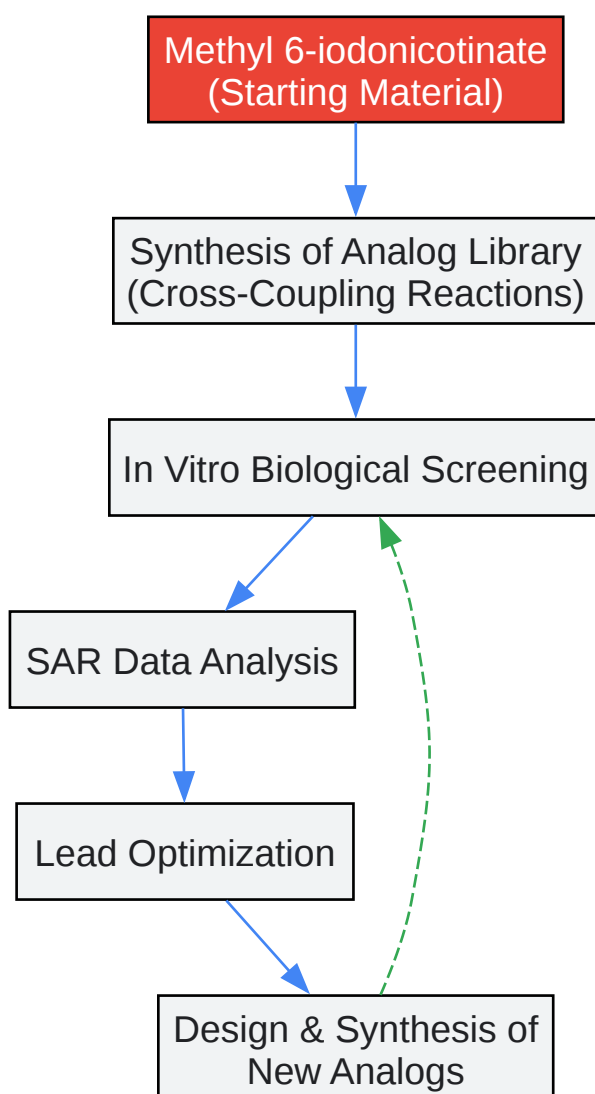 Methyl 6-iodonicotinate
(Starting Material)
Synthesis of Analog Library
(Cross-Coupling Reactions)
In Vitro Biological Screening
SAR Data Analysis
Lead Optimization
Design & Synthesis of
New Analogs